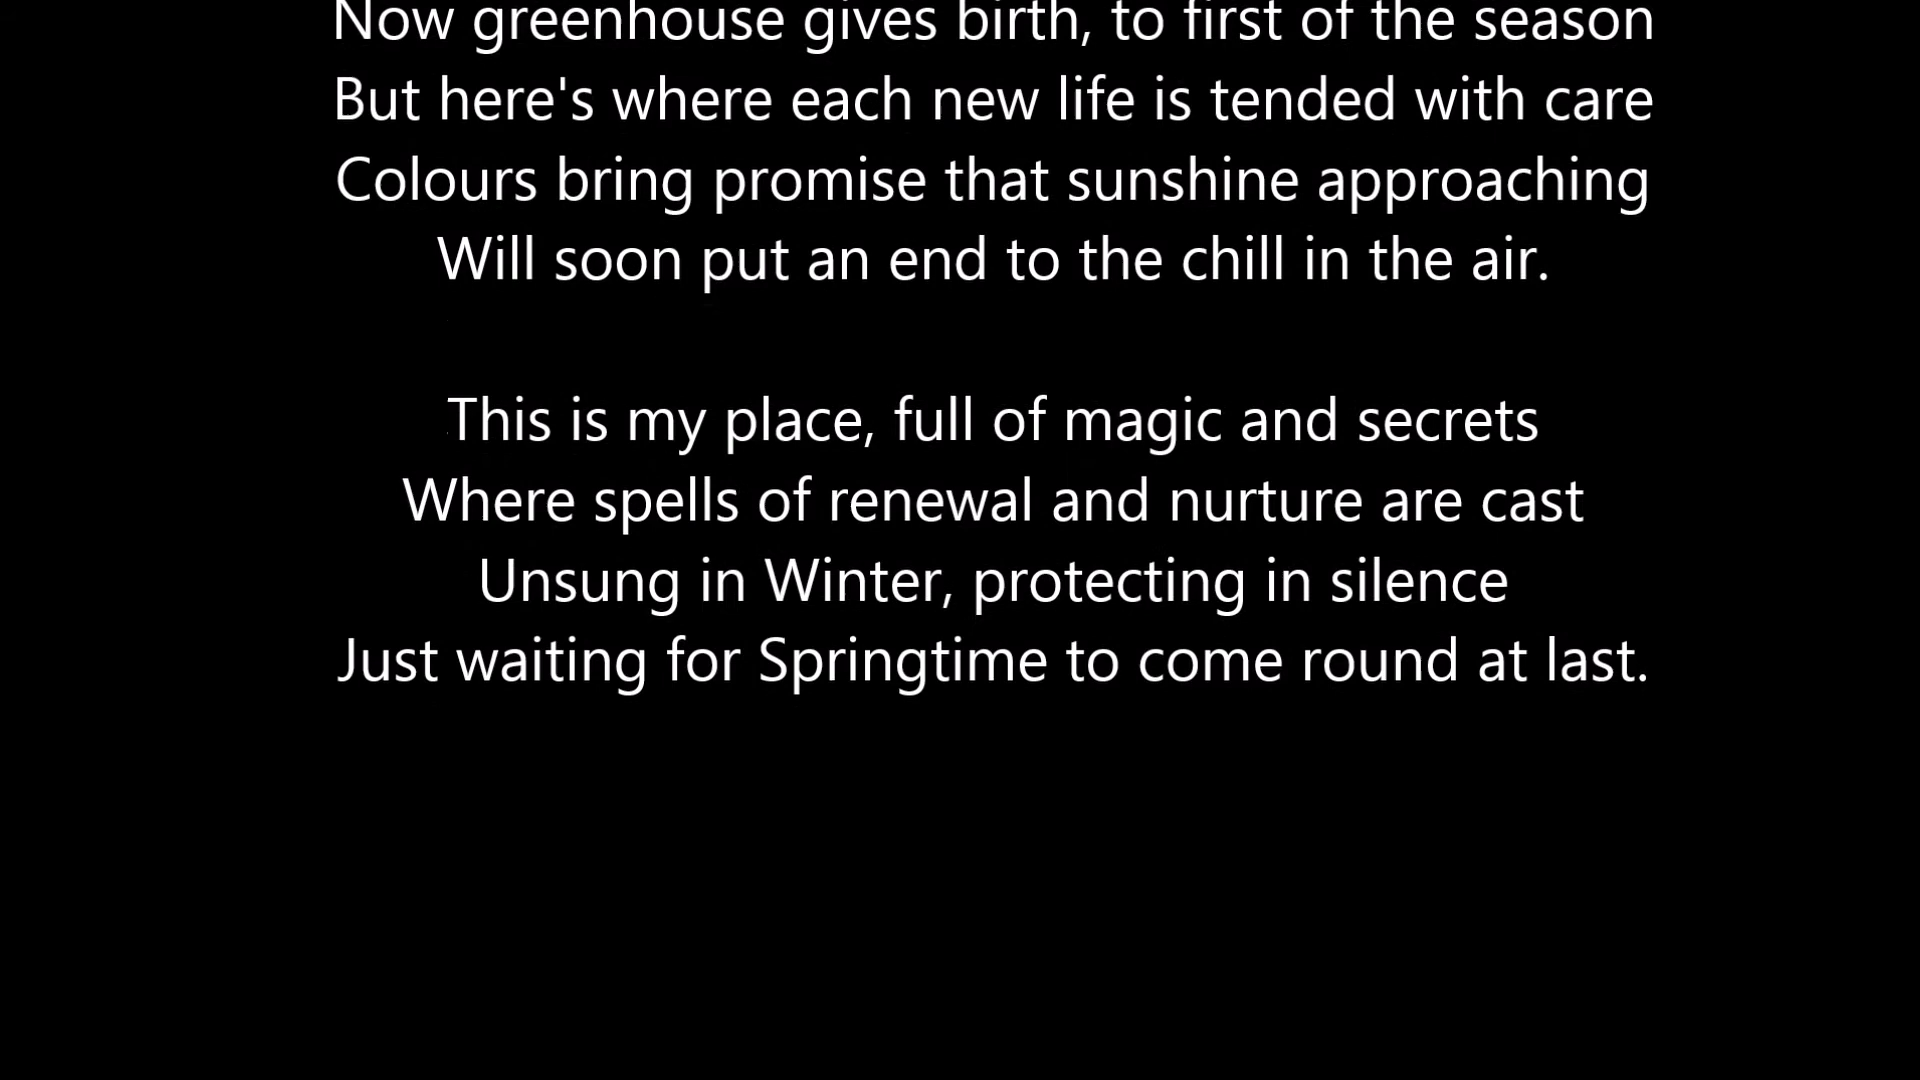 Now greenhouse gives birth, to first of the season
But here's where each new life is tended with care
Colours bring promise that sunshine approaching
Will soon put an end to the chill in the air.
This is my place, full of magic and secrets
Where spells of renewal and nurture are cast
Unsung in Winter, protecting in silence
Just waiting for Springtime to come round at last.